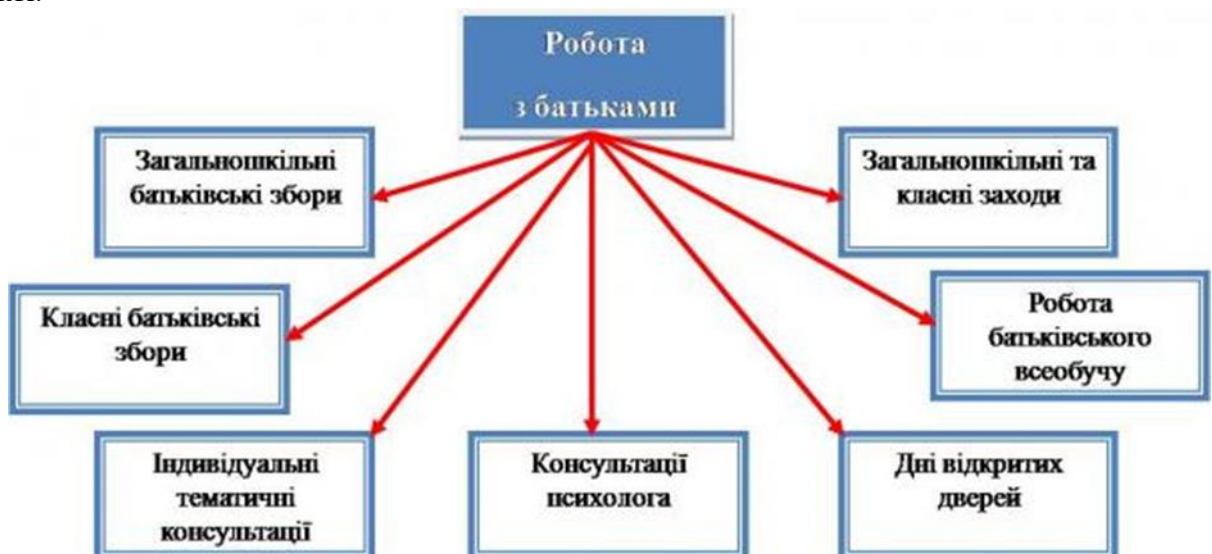 Робота
з батьками
Загальношкільні
батьківські збори
Загальношкільні та
класні заходи
Класні батьківські
збори
Робота
батьківського
всеобучу
Індивідуальні
тематичні
консультації
Консультації
психолога
Дні відкритих
дверей